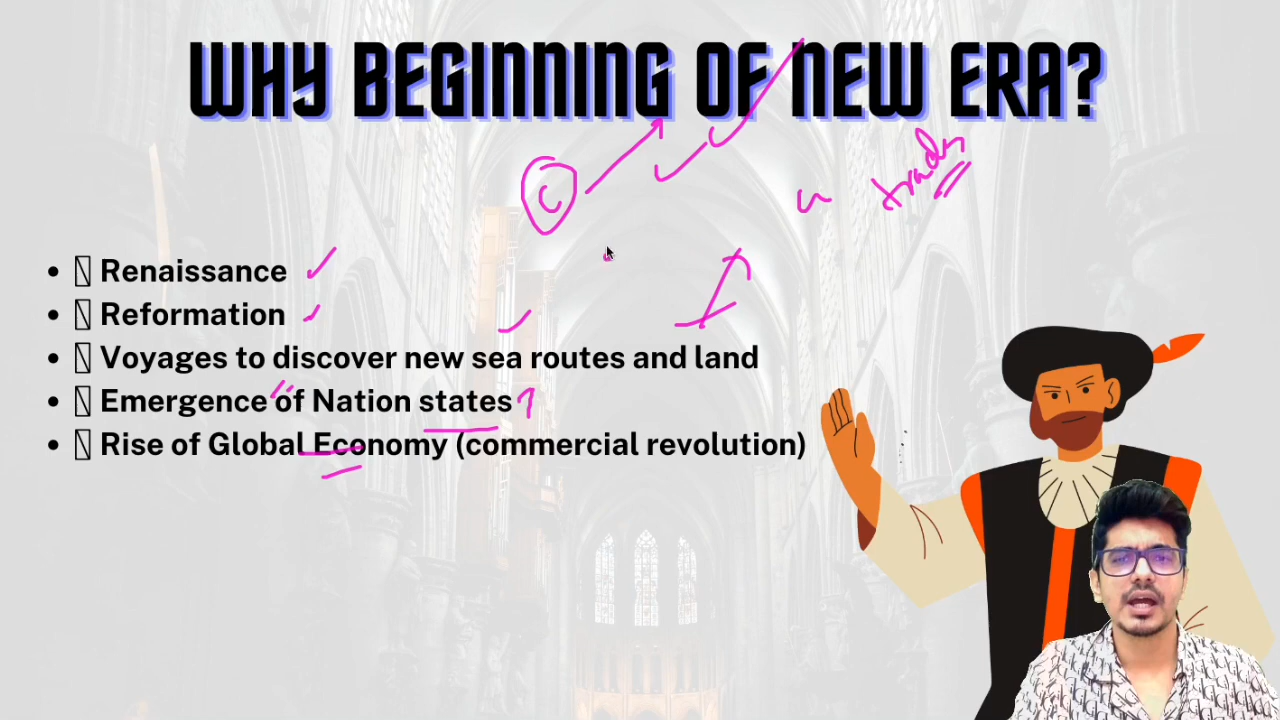 WHY BEGINNING OF NEW ERA?
C
Renaissance
Reformation
Voyages to discover new sea routes and land
Emergence of Nation states
Rise of Global Economy (commercial revolution)